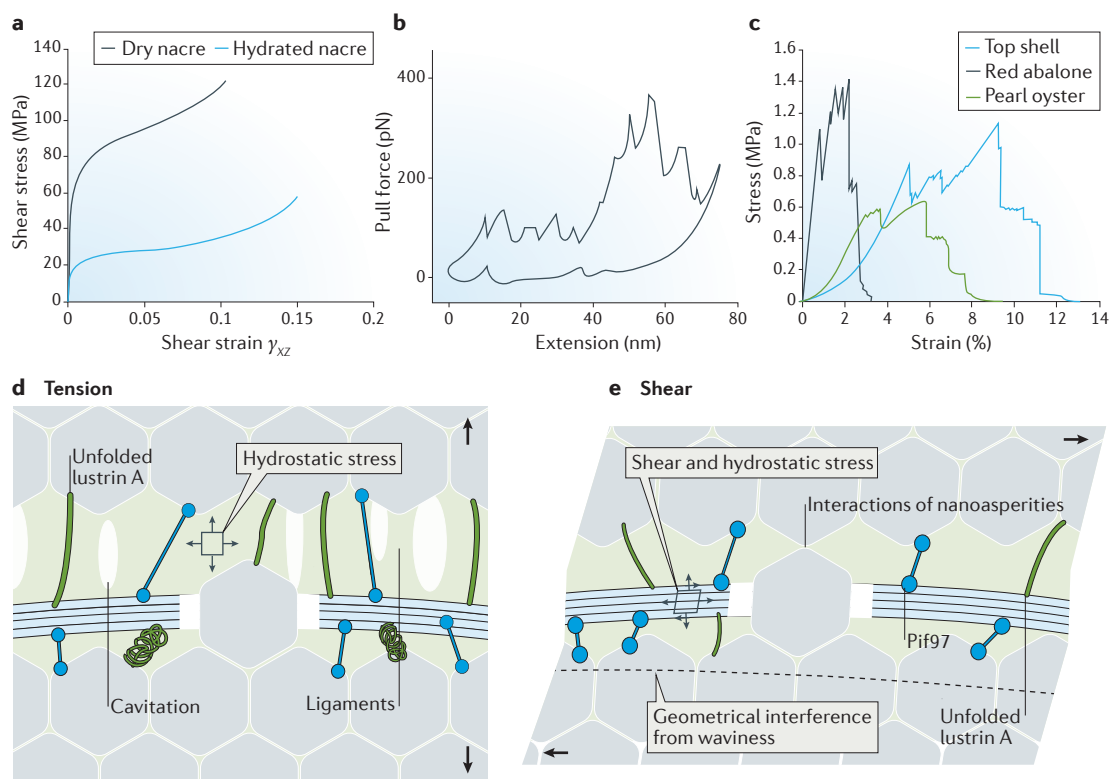 a
Dry nacre
Hydrated nacre
140
120
100
80
60
40
20
0
Shear stress (MPa)
0
0.05
0.10
0.15
0.2
Shear strain γXZ
b
400
200
0
Pull force (pN)
0
20
40
60
80
Extension (nm)
c
Top shell
Red abalone
Pearl oyster
1.6
1.4
1.2
1.0
0.8
0.6
0.4
0.2
0
Stress (MPa)
0
2
4
6
8
10
12
14
Strain (%)
d Tension
Unfolded
lustrin A
Hydrostatic stress
Cavitation
Ligaments
e Shear
Shear and hydrostatic stress
Interactions of nanoasperities
Pif97
Geometrical interference
from waviness
Unfolded
lustrin A